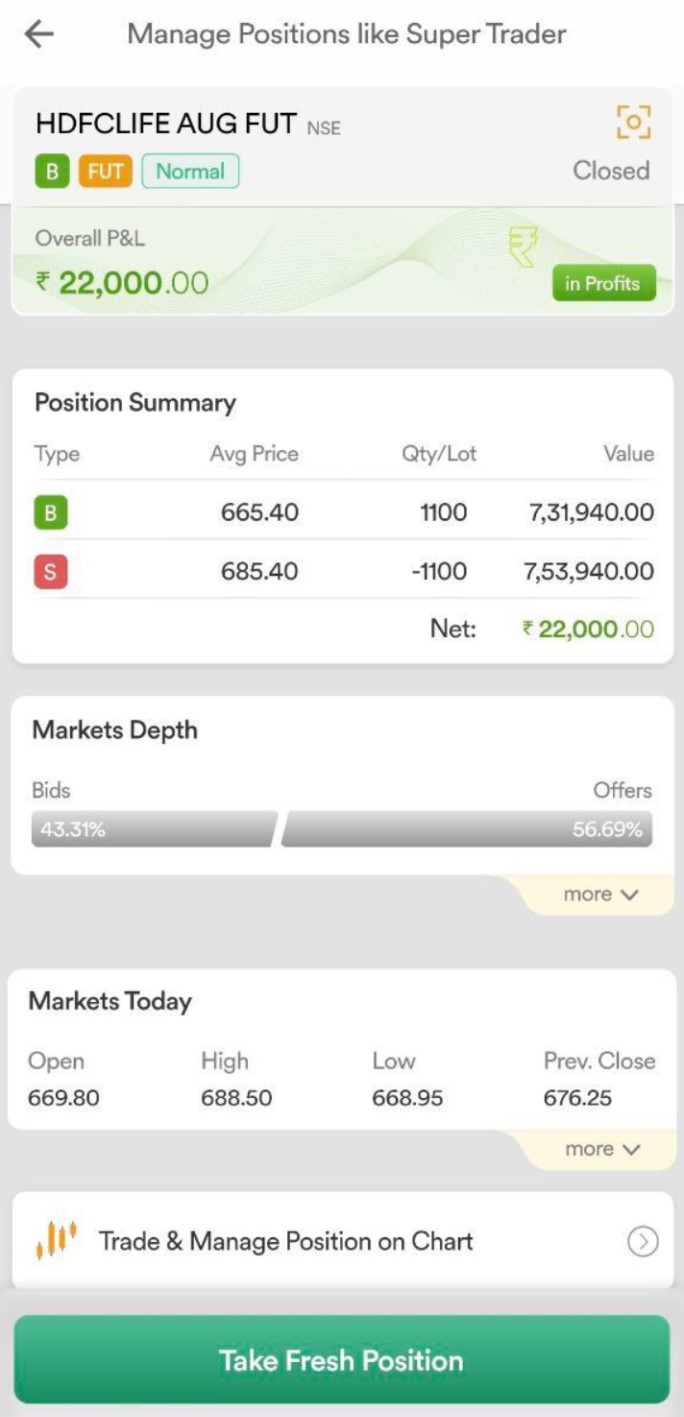 Manage Positions like Super Trader
HDFCLIFE AUG FUT NSE
B FUT Normal Closed
Overall P&L
₹ 22,000.00 in Profits
Position Summary
Type Avg Price Qty/Lot Value
B 665.40 1100 7,31,940.00
S 685.40 -1100 7,53,940.00
Net: ₹ 22,000.00
Markets Depth
Bids Offers
43.31% 56.69%
more
Markets Today
Open High Low Prev. Close
669.80 688.50 668.95 676.25
more
Trade & Manage Position on Chart
Take Fresh Position